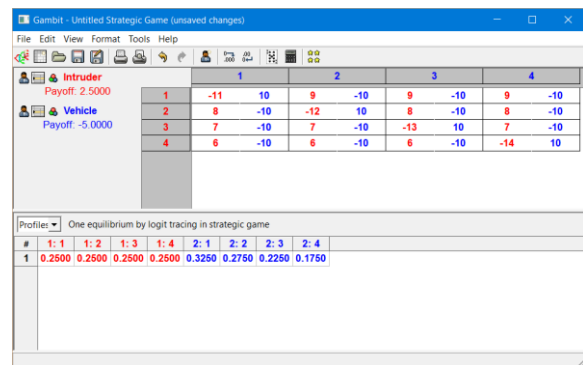 Gambit - Untitled Strategic Game (unsaved changes)
File Edit View Format Tools Help
Intruder
Payoff: 2.5000
Vehicle
Payoff: -5.0000
1 2 3 4
1 -11 10 9 -10 9 -10 9 -10
2 8 -10 -12 10 8 -10 8 -10
3 7 -10 7 -10 -13 10 7 -10
4 6 -10 6 -10 6 -10 -14 10
Profiles One equilibrium by logit tracing in strategic game
# 1: 1 1: 2 1: 3 1: 4 2: 1 2: 2 2: 3 2: 4
1 0.2500 0.2500 0.2500 0.2500 0.3250 0.2750 0.2250 0.1750